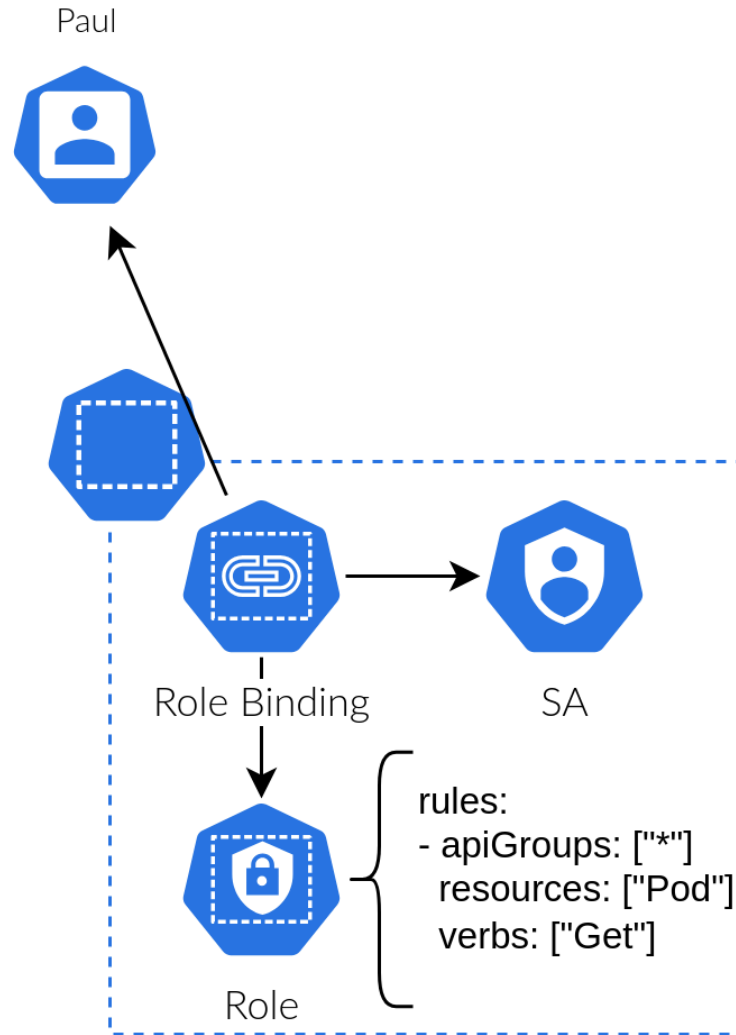 Paul
Role Binding
SA
rules:
- apiGroups: ["*"]
resources: ["Pod"]
verbs: ["Get"]
Role